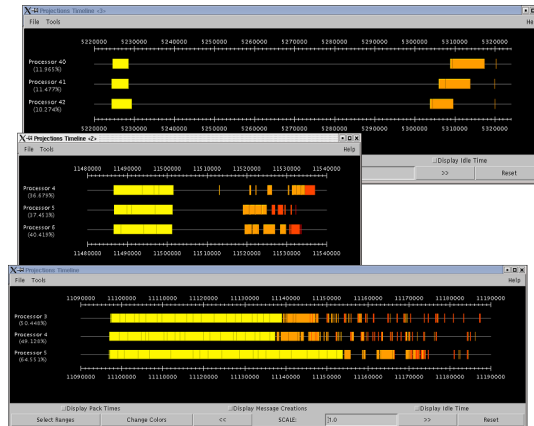 Projections Timeline <3>
File Tools He
5220000 5230000 5240000 5250000 5260000 5270000 5280000 5290000 5300000 5310000 5320000
Processor 40
(11.965%)
Processor 41
(11.477%)
Processor 42
(10.274%)
5220000 5230000 5240000 5250000 5260000 5270000 5280000 5290000 5300000 5310000 5320000
Display Idle Time
>> Reset
Projections Timeline <2>
File Tools Help
11480000 11490000 11500000 11510000 11520000 11530000 11540000
Processor 4
(36.679%)
Processor 5
(37.451%)
Processor 6
(40.419%)
11480000 11490000 11500000 11510000 11520000 11530000 11540000
Projections Timeline
File Tools Help
11090000 11100000 11110000 11120000 11130000 11140000 11150000 11160000 11170000 11180000 11190000
Processor 3
(50.448%)
Processor 4
(49.128%)
Processor 5
(64.551%)
11090000 11100000 11110000 11120000 11130000 11140000 11150000 11160000 11170000 11180000 11190000
Display Pack Times Display Message Creations Display Idle Time
Select Ranges Change Colors << SCALE: 1.0 >> Reset